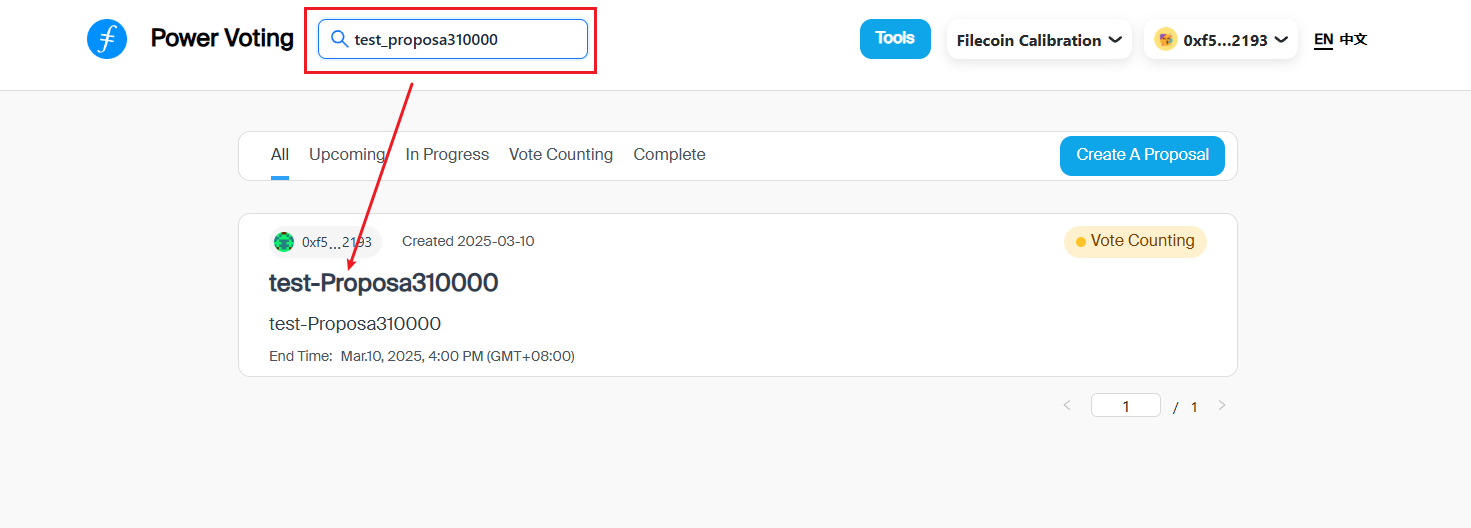 Power Voting
test_proposa310000
Tools
Filecoin Calibration
0xf5...2193
EN 中文
All Upcoming In Progress Vote Counting Complete
Create A Proposal
0xf5...2193
Created 2025-03-10
Vote Counting
test-Proposa310000
test-Proposa310000
End Time: Mar.10, 2025, 4:00 PM (GMT+08:00)
< 1 / 1 >